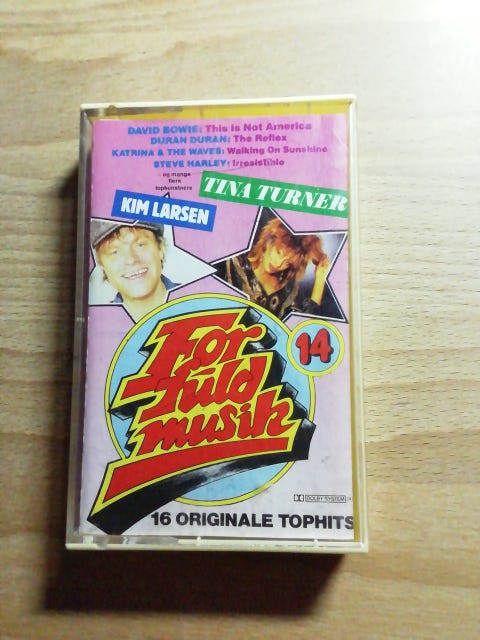 DAVID BOWIE: This Is Not America
DURAN DURAN: The Reflex
KATRINA & THE WAVES: Walking On Sunshine
STEVE HARLEY: Irresistible
og mange
flere
topkunstnere
TINA TURNER
KIM LARSEN
14
For
fuld
musik
DOLBY SYSTEM
16 ORIGINALE TOPHITS